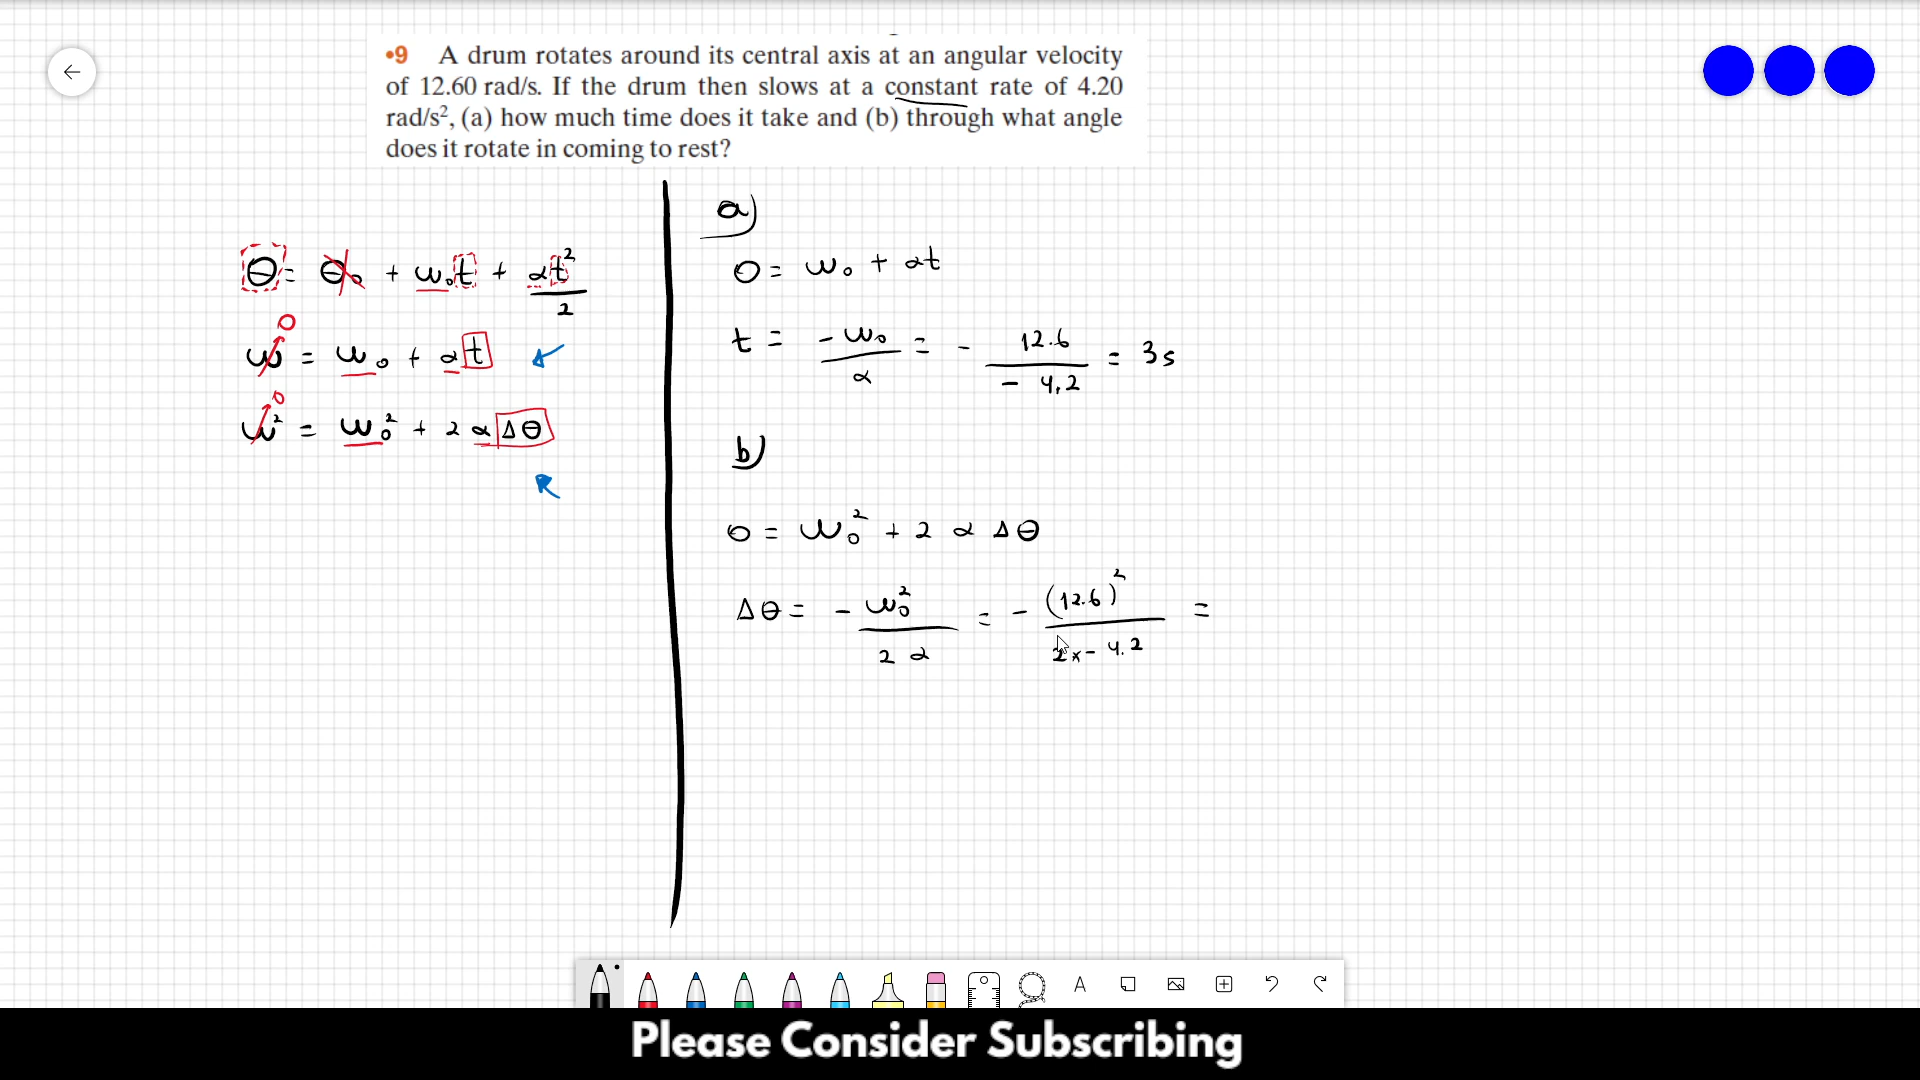 •9 A drum rotates around its central axis at an angular velocity
of 12.60 rad/s. If the drum then slows at a constant rate of 4.20
rad/s², (a) how much time does it take and (b) through what angle
does it rotate in coming to rest?
θ = θ₀ + ω₀t + αt²/2
0
ω = ω₀ + αt
0
ω² = ω₀² + 2 α Δθ
a)
0 = ω₀ + αt
t = -ω₀/α = - 12.6/-4.2 = 3s
b)
0 = ω₀² + 2 α Δθ
Δθ = - ω₀²/2α = - (12.6)²/2x-4.2 =
A
Please Consider Subscribing